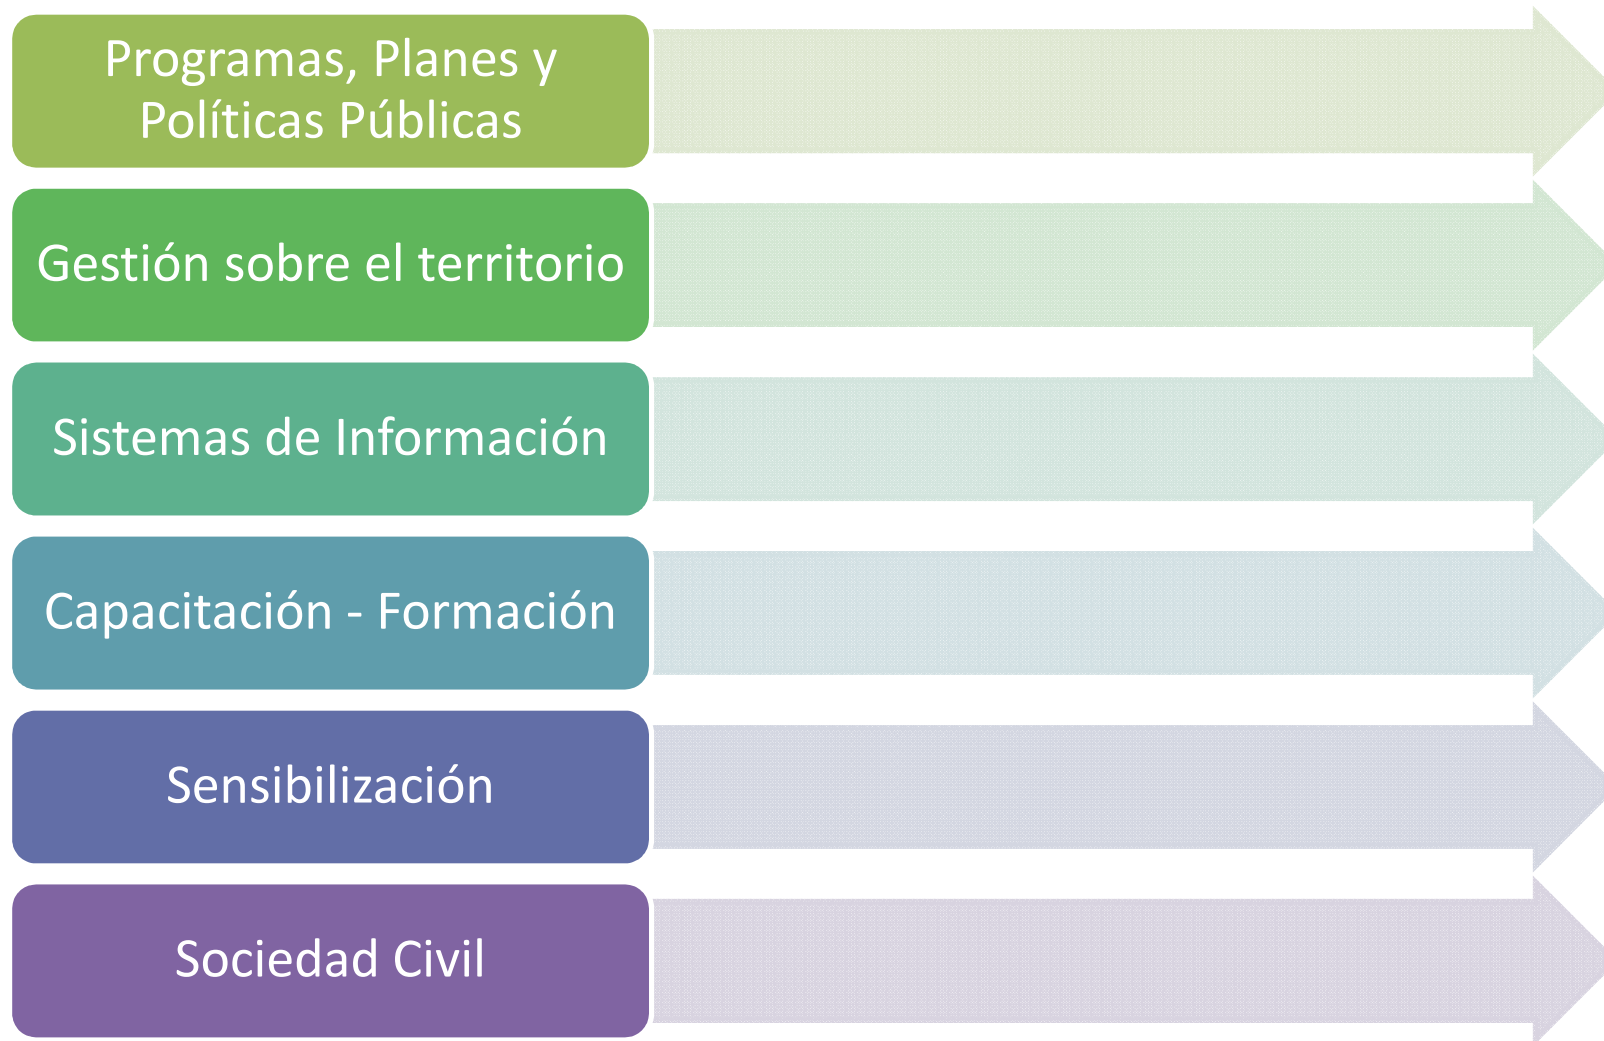 Programas, Planes y
Políticas Públicas
Gestión sobre el territorio
Sistemas de Información
Capacitación - Formación
Sensibilización
Sociedad Civil